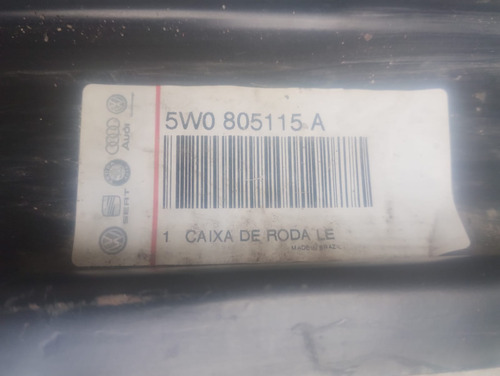 5W0 805115 A
1 CAIXA DE RODA LE
MADE IN BRAZIL
Audi
SEAT